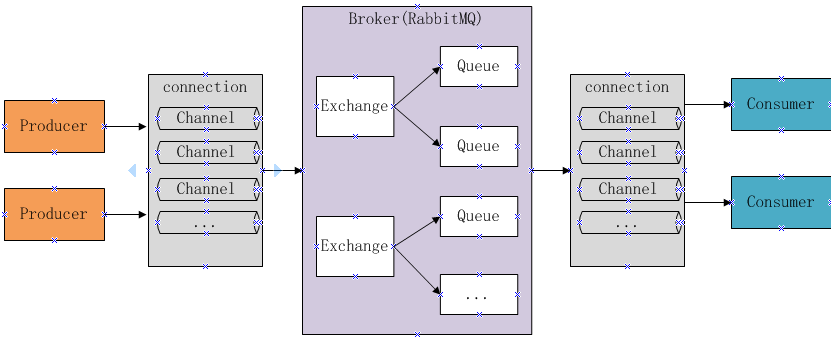 Broker(RabbitMQ)
Producer
Producer
connection
Channel
Channel
Channel
...
Exchange
Queue
Queue
Exchange
Queue
...
connection
Channel
Channel
Channel
...
Consumer
Consumer